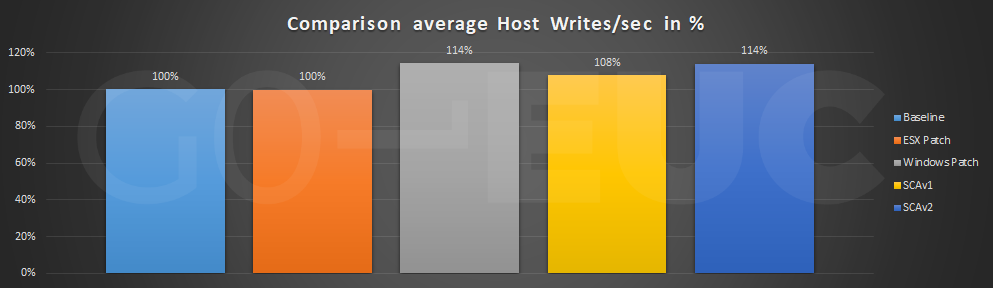 Comparison average Host Writes/sec in %
120%
100%
80%
60%
40%
20%
0%
100%
100%
114%
108%
114%
Baseline
ESX Patch
Windows Patch
SCAv1
SCAv2
GO-EUC